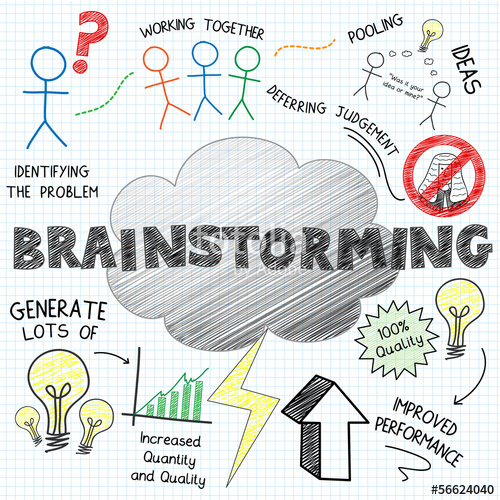 ?
WORKING TOGETHER
POOLING
IDEAS
"Was it your
idea or mine?"
DEFERRING JUDGEMENT
IDENTIFYING
THE PROBLEM
BRAINSTORMING
GENERATE
LOTS OF
100%
Quality
Increased
Quantity
and Quality
IMPROVED
PERFORMANCE
#56624040